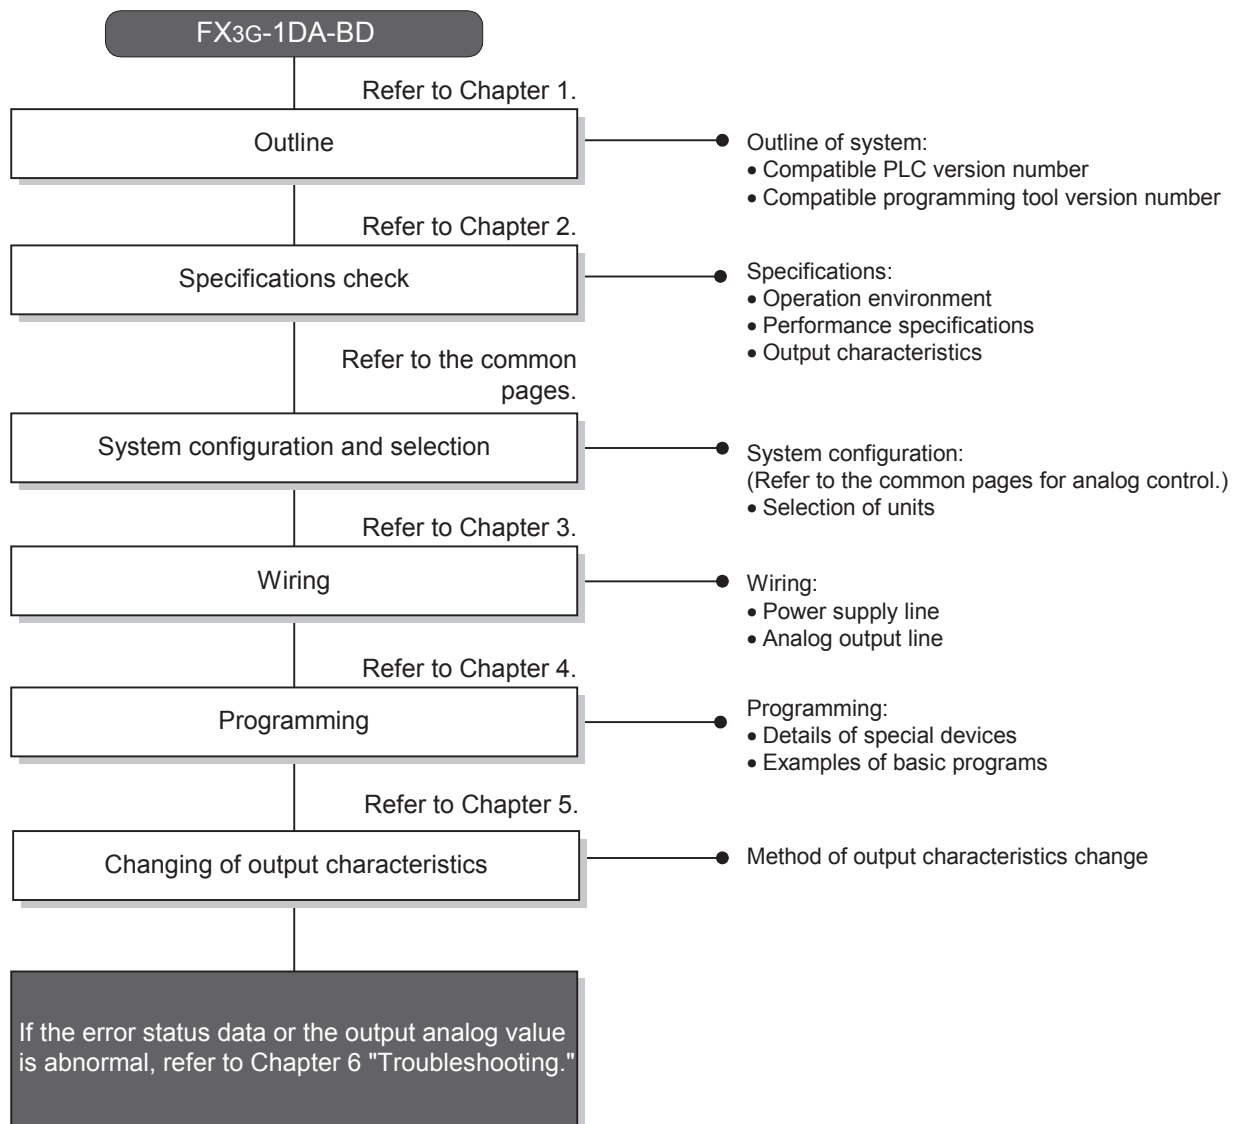 FX3G-1DA-BD
Refer to Chapter 1.
Outline
Outline of system:
• Compatible PLC version number
• Compatible programming tool version number
Refer to Chapter 2.
Specifications check
Specifications:
• Operation environment
• Performance specifications
• Output characteristics
Refer to the common
pages.
System configuration and selection
System configuration:
(Refer to the common pages for analog control.)
• Selection of units
Refer to Chapter 3.
Wiring
Wiring:
• Power supply line
• Analog output line
Refer to Chapter 4.
Programming
Programming:
• Details of special devices
• Examples of basic programs
Refer to Chapter 5.
Changing of output characteristics
Method of output characteristics change
If the error status data or the output analog value
is abnormal, refer to Chapter 6 "Troubleshooting."